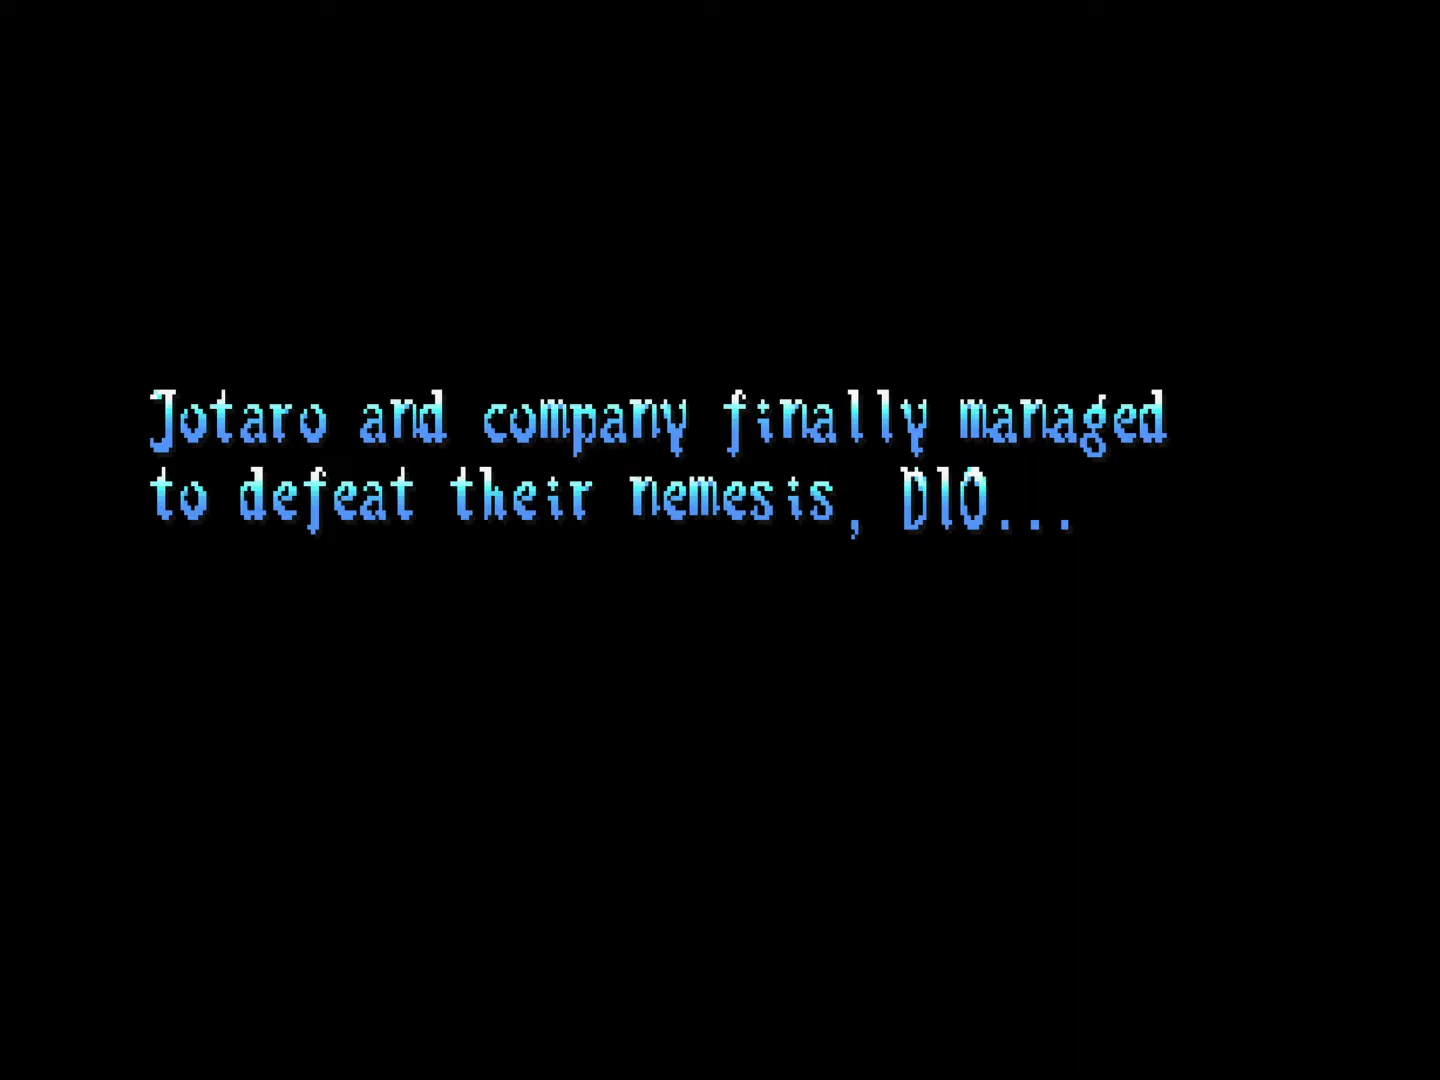 Jotaro and company finally managed
to defeat their nemesis, DIO...